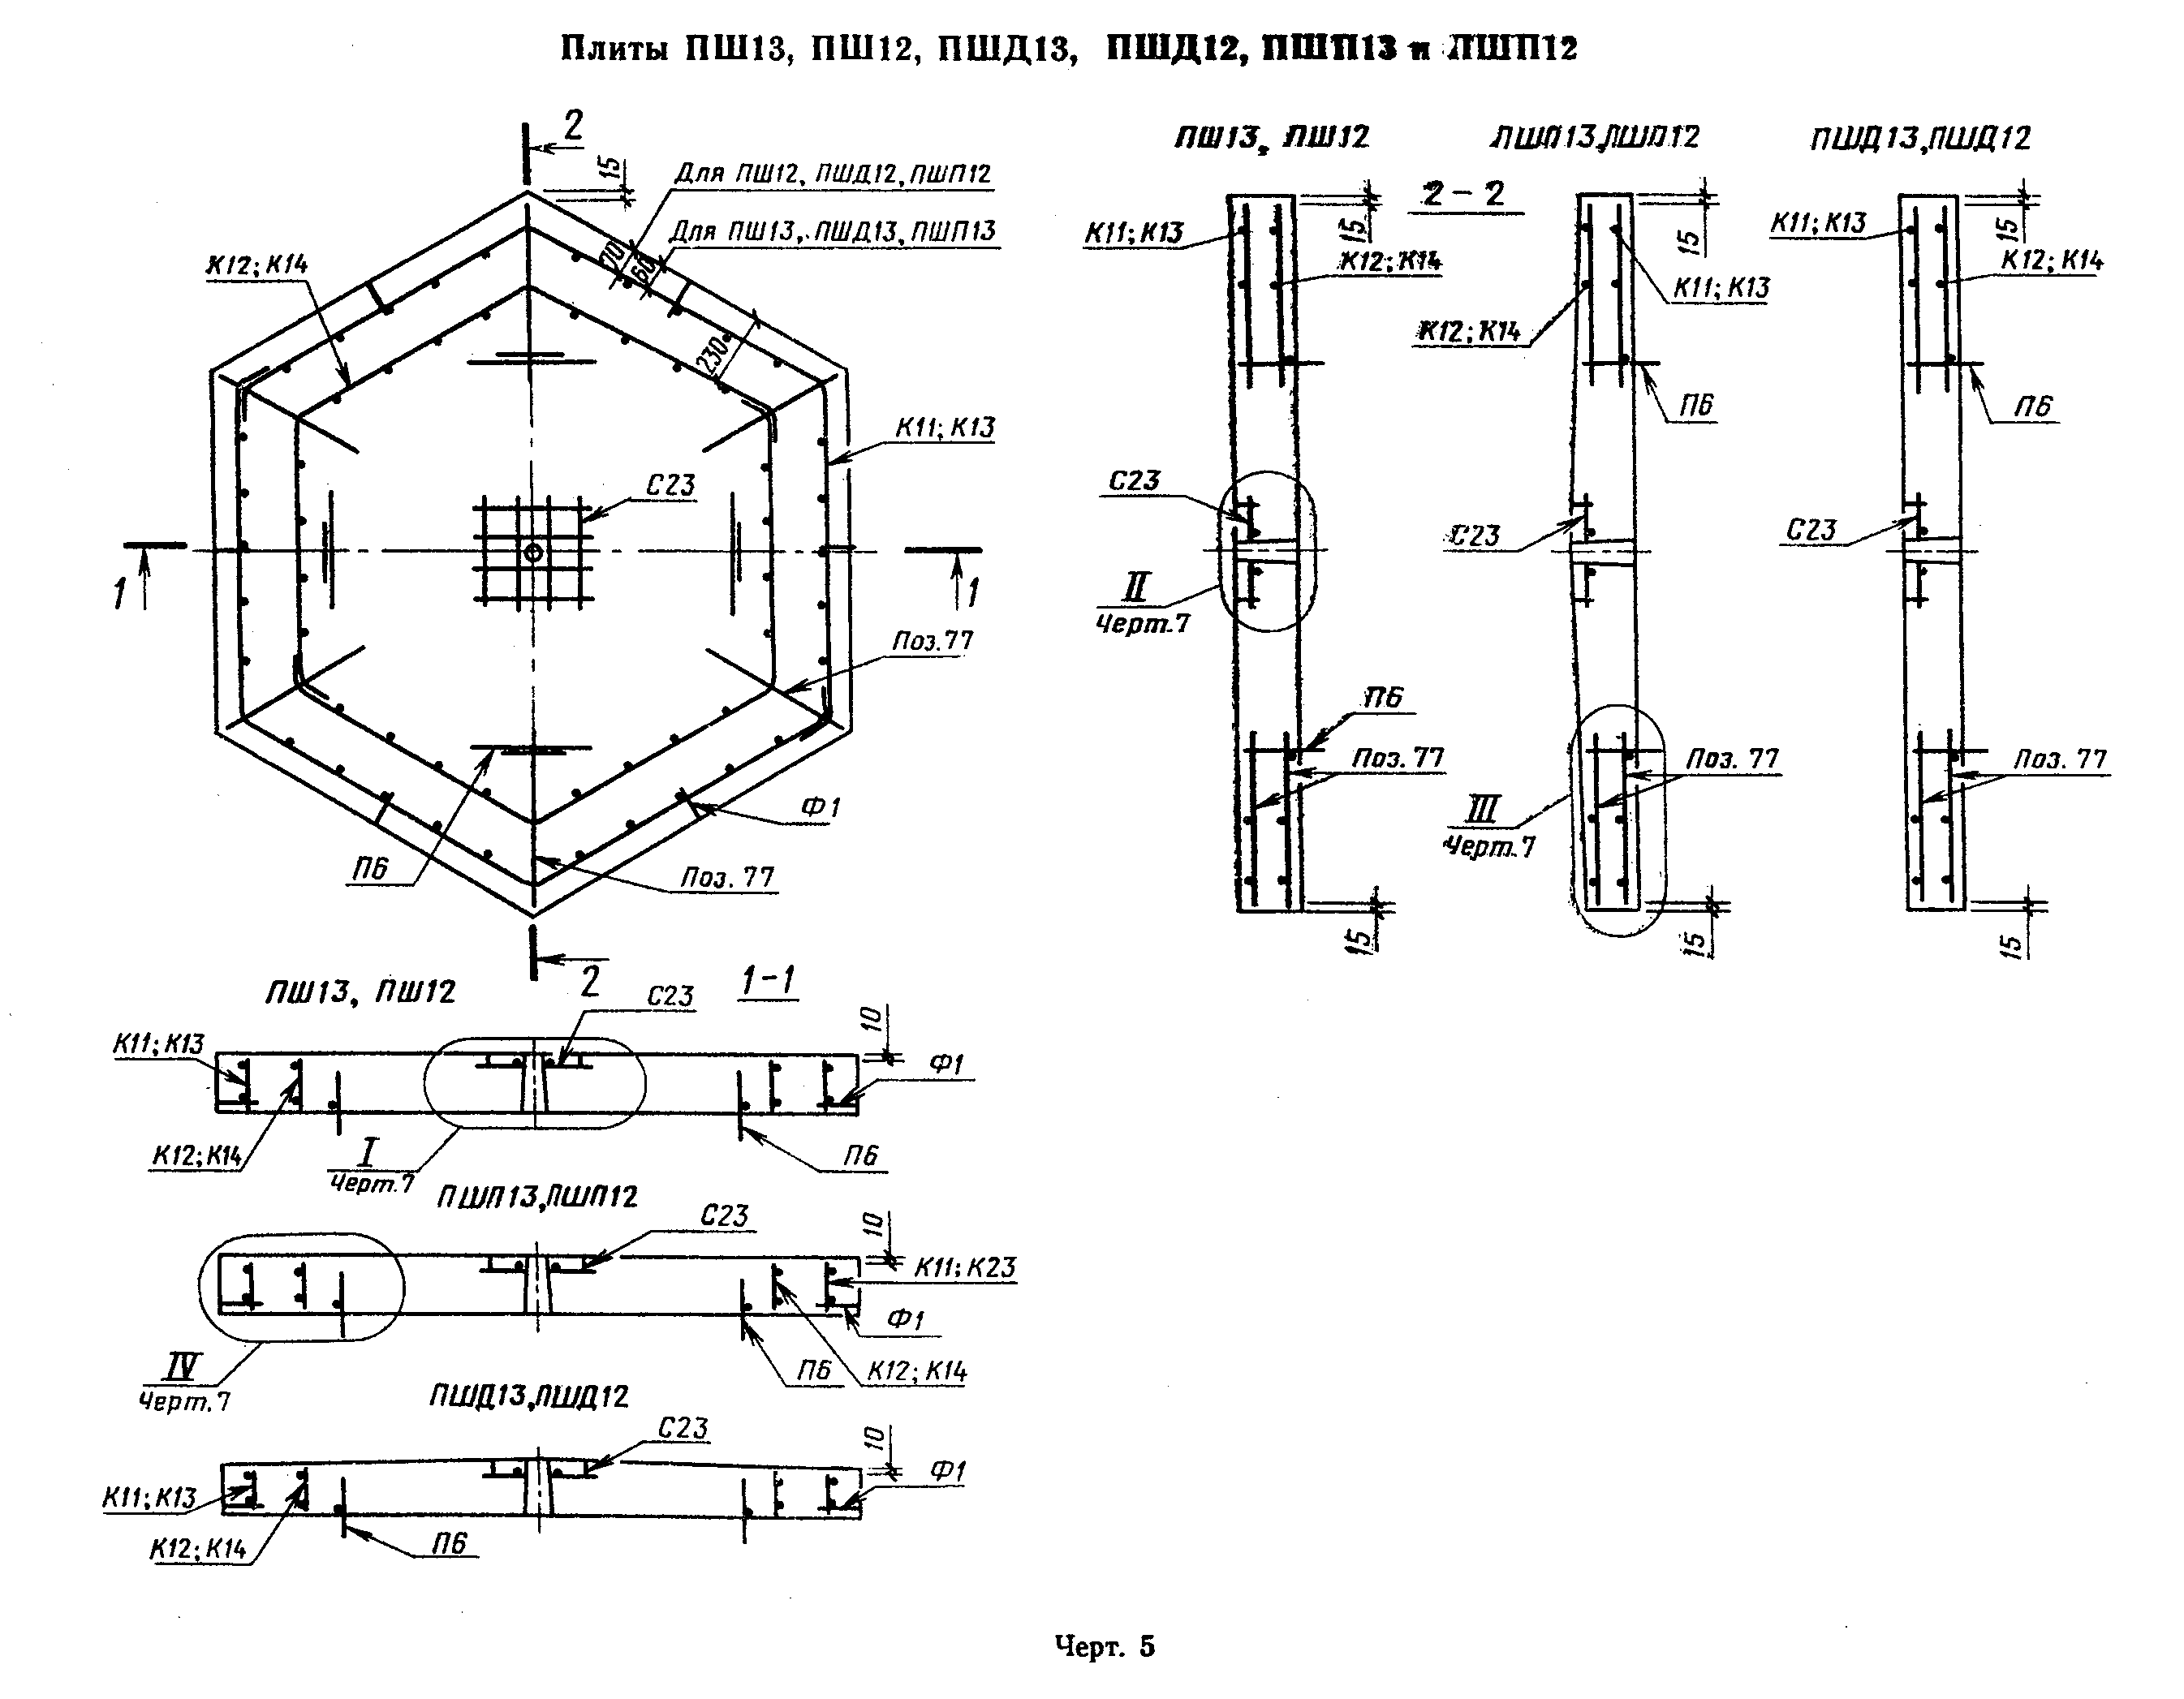 Плиты ПШ13, ПШ12, ПШД13, ПШД12, ПШП13 и ПШП12
2
15
Для ПШ12, ПШД12, ПШП12
Для ПШ13, ПШД13, ПШП13
70
60
К12; К14
230
К11; К13
С23
1
1
Поз. 77
Ф1
П6
Поз. 77
2
ПШ13, ПШ12
ПШП13, ПШП12
ПШД13, ПШД12
2-2
15
К11; К13
К12; К14
С23
II
Черт. 7
П6
Поз. 77
15
15
К11; К13
К12; К14
П6
С23
Поз. 77
III
Черт. 7
15
К11; К13
15
К12; К14
П6
С23
Поз. 77
15
ПШ13, ПШ12
1-1
С23
10
К11; К13
Ф1
К12; К14
I
Черт. 7
П6
ПШП13, ПШП12
С23
10
К11; К23
Ф1
П6
К12; К14
IV
Черт. 7
ПШД13, ПШД12
С23
10
Ф1
К11; К13
К12; К14
П6
Черт. 5